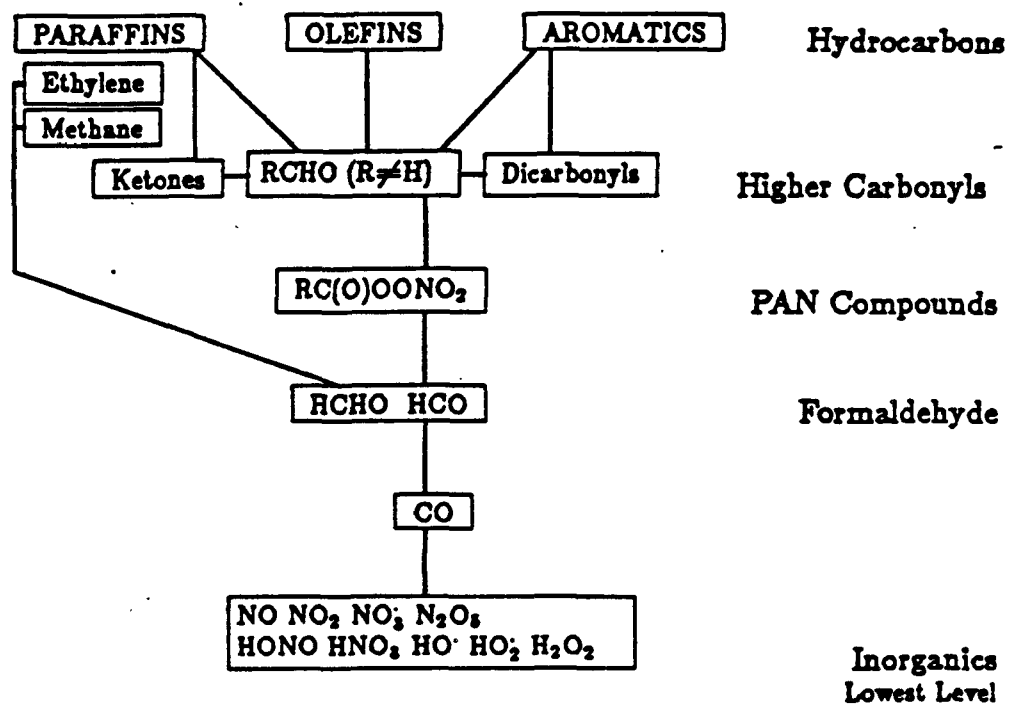 PARAFFINS OLEFINS AROMATICS Hydrocarbons
Ethylene
Methane
Ketones RCHO (R≠H) Dicarbonyls Higher Carbonyls
RC(O)OONO₂ PAN Compounds
HCHO HCO Formaldehyde
CO
NO NO₂ NO₃· N₂O₅
HONO HNO₃ HO· HO₂· H₂O₂
Inorganics
Lowest Level